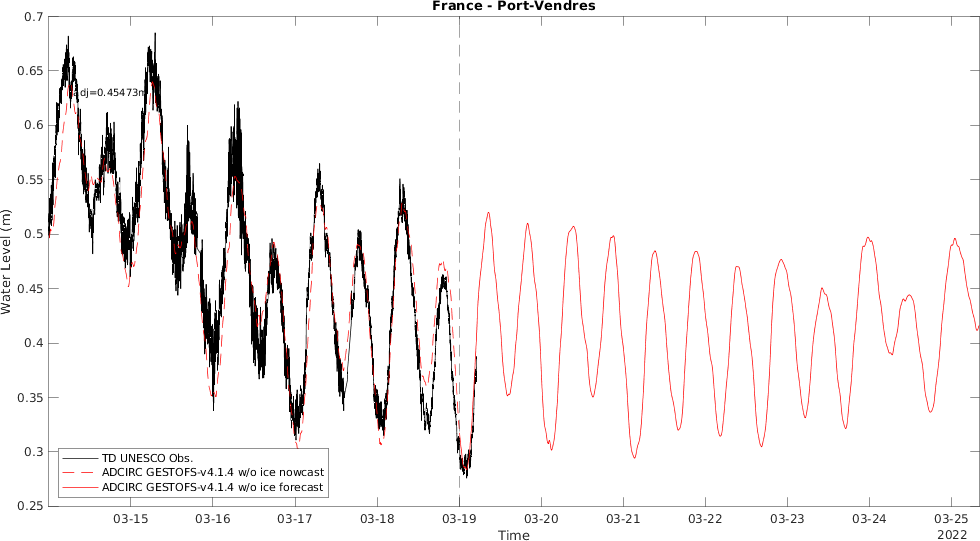 France - Port-Vendres
0.7
0.65
0.6
0.55
0.5
0.45
0.4
0.35
0.3
0.25
Water Level (m)
dj=0.45473m
TD UNESCO Obs.
ADCIRC GESTOFS-v4.1.4 w/o ice nowcast
ADCIRC GESTOFS-v4.1.4 w/o ice forecast
03-15 03-16 03-17 03-18 03-19 03-20 03-21 03-22 03-23 03-24 03-25
Time
2022